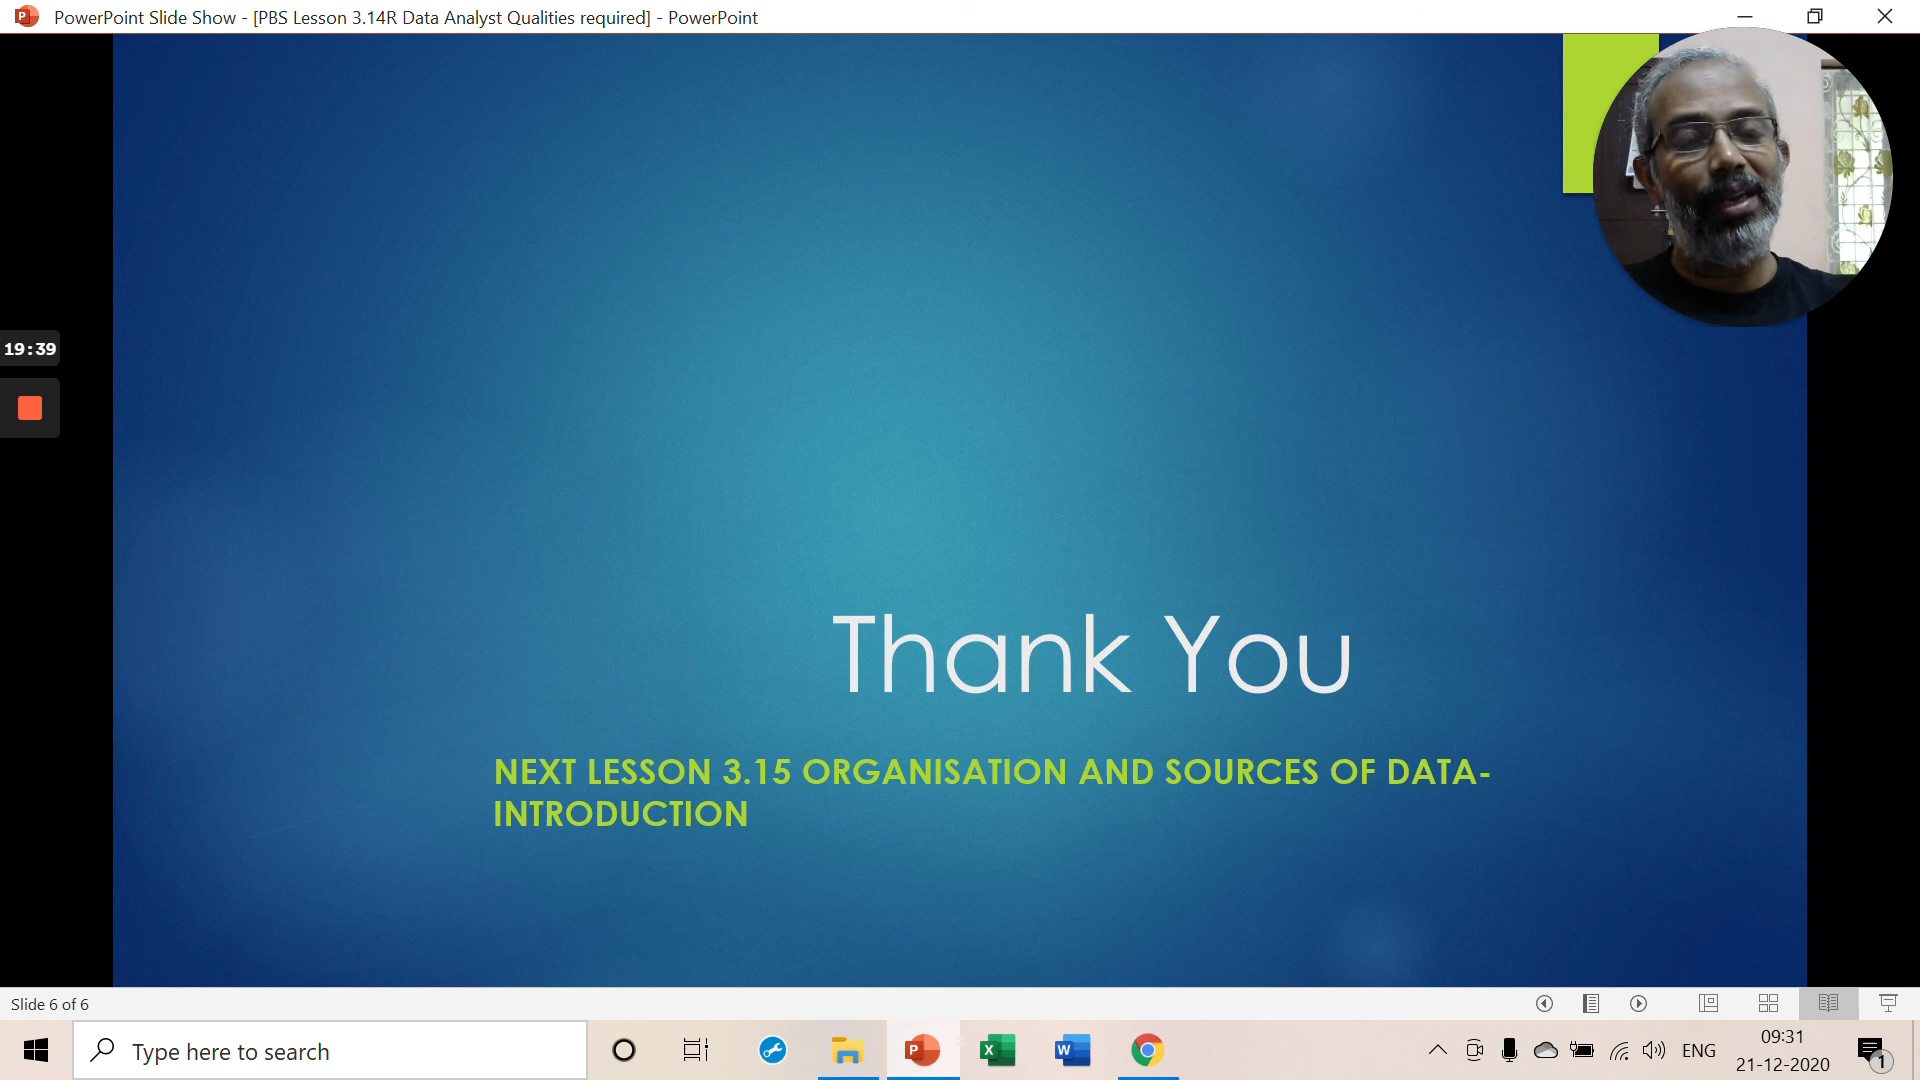 PowerPoint Slide Show - [PBS Lesson 3.14R Data Analyst Qualities required] - PowerPoint
19:39
Thank You
NEXT LESSON 3.15 ORGANISATION AND SOURCES OF DATA-
INTRODUCTION
Slide 6 of 6
Type here to search
ENG
09:31
21-12-2020
1